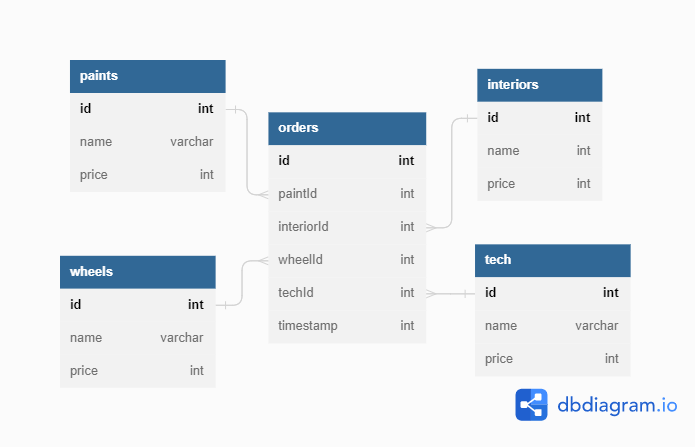 paints
id int
name varchar
price int
orders
id int
paintId int
interiorId int
wheelId int
techId int
timestamp int
interiors
id int
name int
price int
wheels
id int
name varchar
price int
tech
id int
name varchar
price int
dbdiagram.io